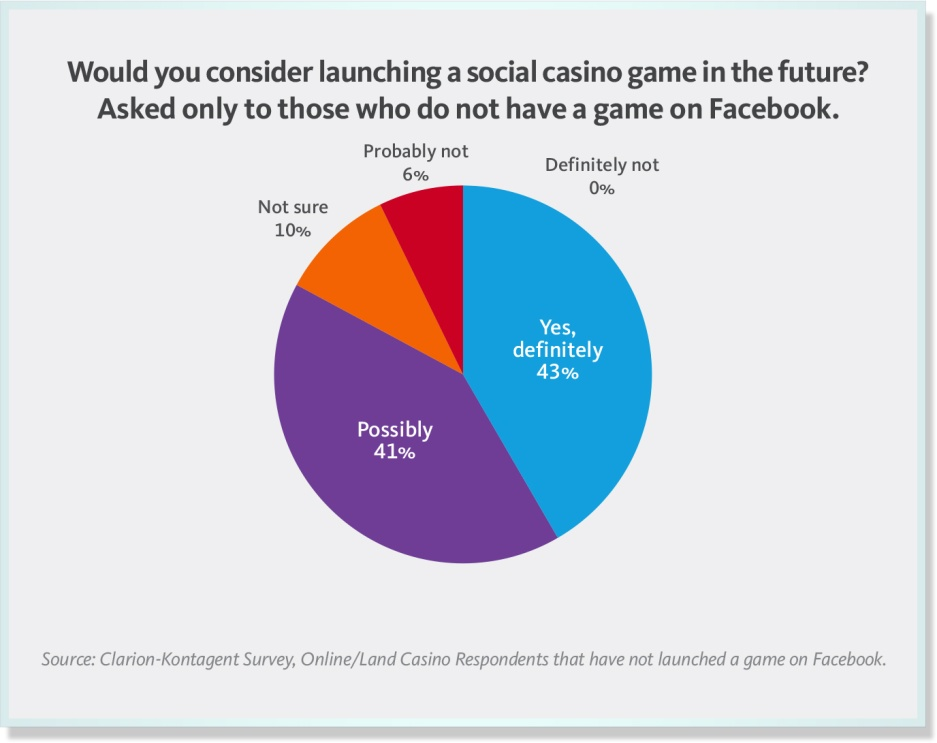 Would you consider launching a social casino game in the future?
Asked only to those who do not have a game on Facebook.
Probably not
6%
Definitely not
0%
Not sure
10%
Yes,
definitely
43%
Possibly
41%
Source: Clarion-Kontagent Survey, Online/Land Casino Respondents that have not launched a game on Facebook.